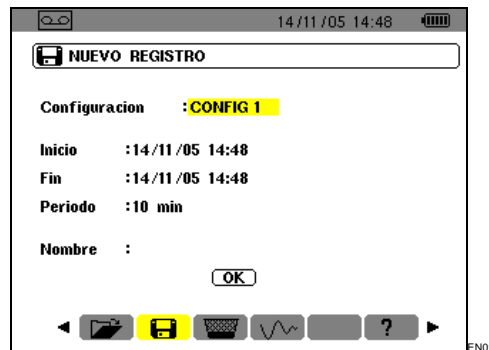 14/11/05 14:48
NUEVO REGISTRO
Configuracion :CONFIG 1
Inicio :14/11/05 14:48
Fin :14/11/05 14:48
Periodo :10 min
Nombre :
OK
?
EN0